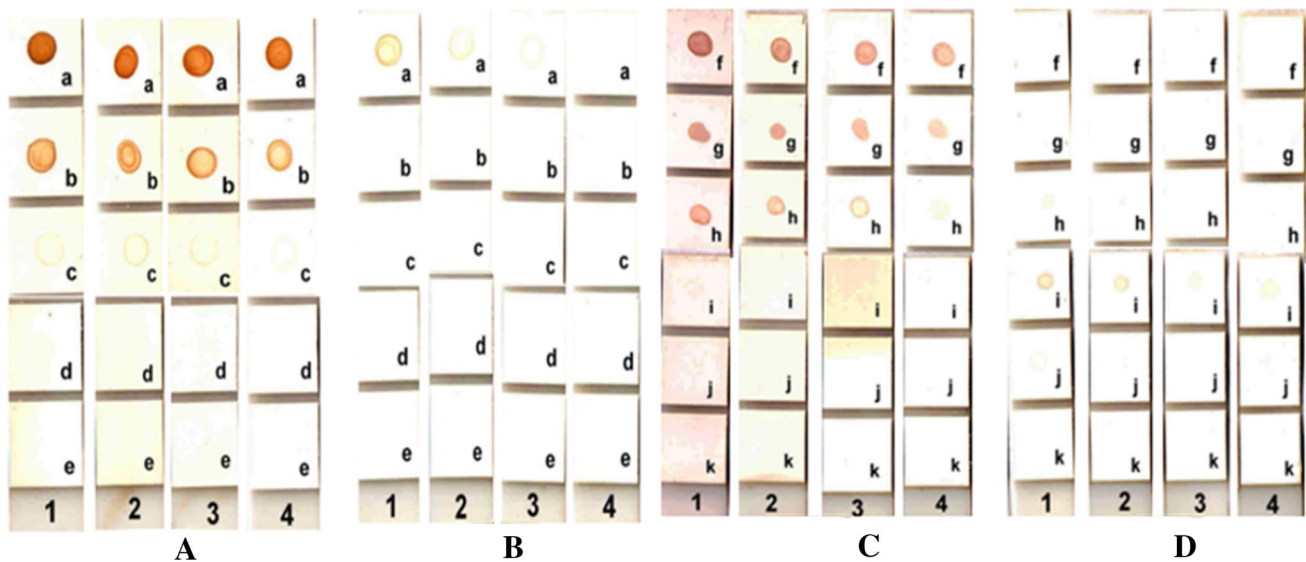 a a a a
b b b b
c c c c
d d d d
e e e e
1 2 3 4
A
a a a a
b b b b
c c c c
d d d d
e e e e
1 2 3 4
B
f f f f
g g g g
h h h h
i i i i
j j j j
k k k k
1 2 3 4
C
f f f f
g g g g
h h h h
i i i i
j j j j
k k k k
1 2 3 4
D